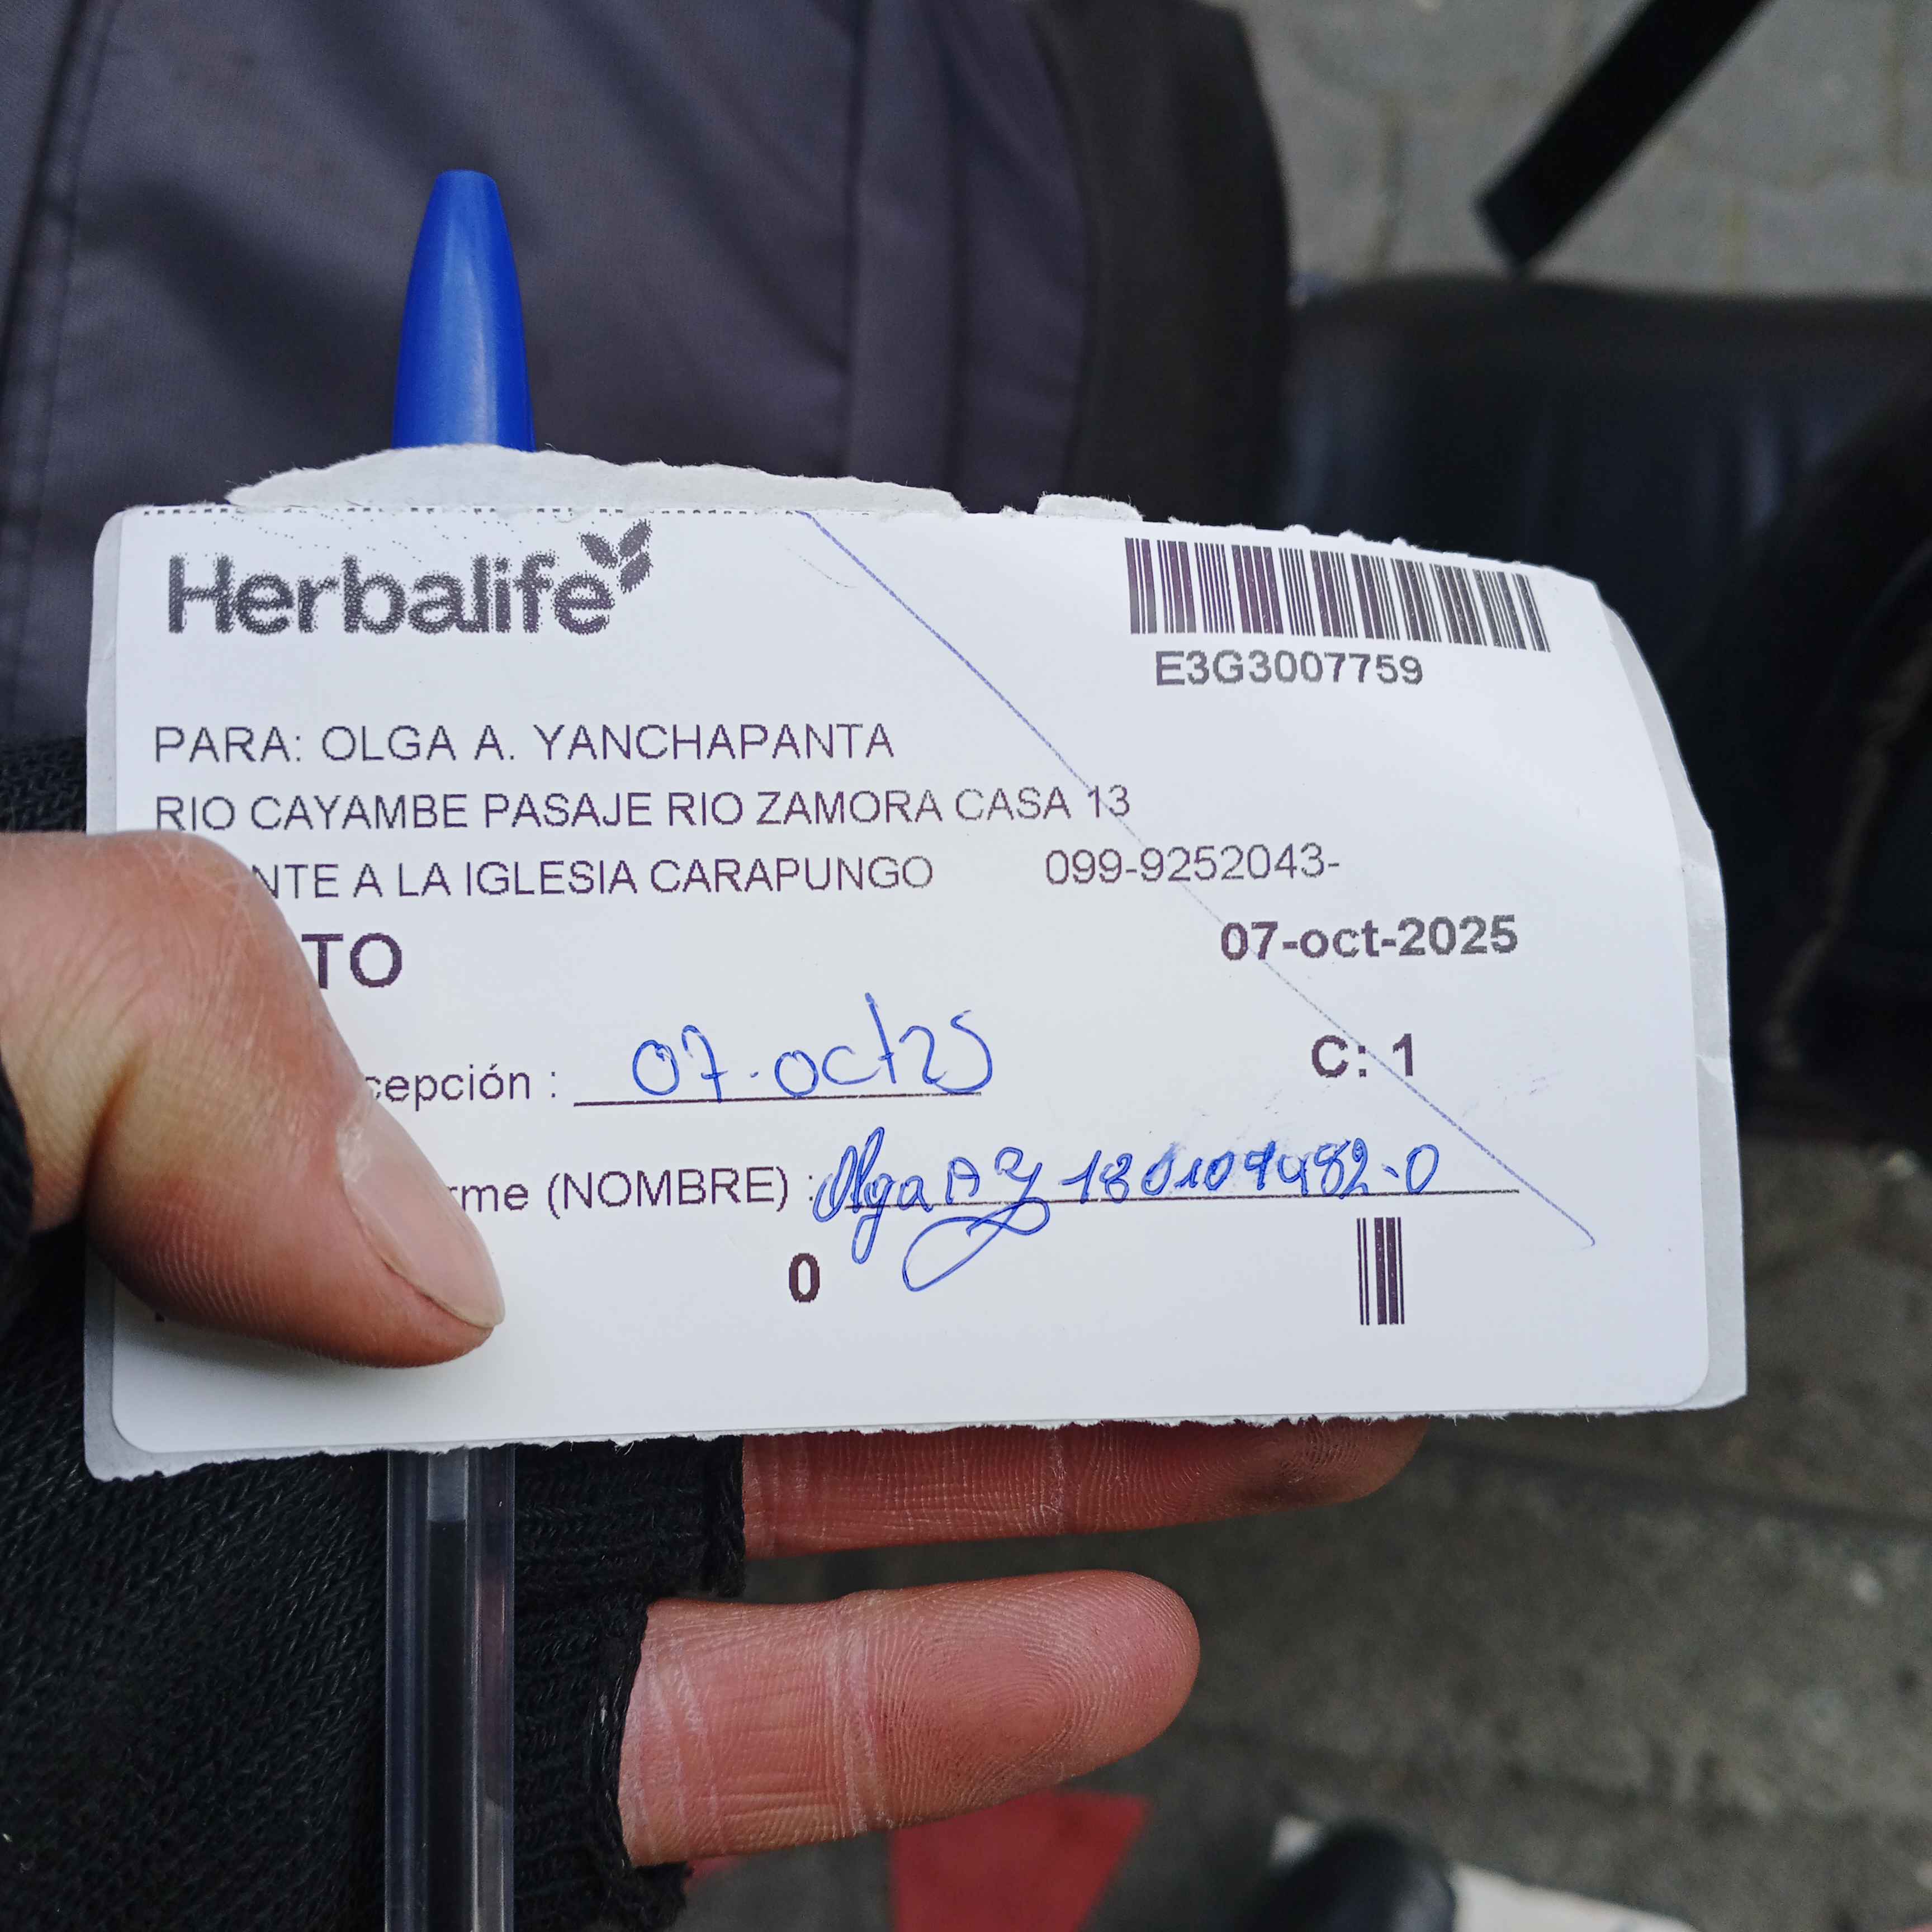 Herbalife
E3G3007759
PARA: OLGA A. YANCHAPANTA
RIO CAYAMBE PASAJE RIO ZAMORA CASA 13
NTE A LA IGLESIA CARAPUNGO 099-9252043-
TO 07-oct-2025
cepción : 07-oct25
C: 1
rme (NOMBRE) : Olga A Y
0